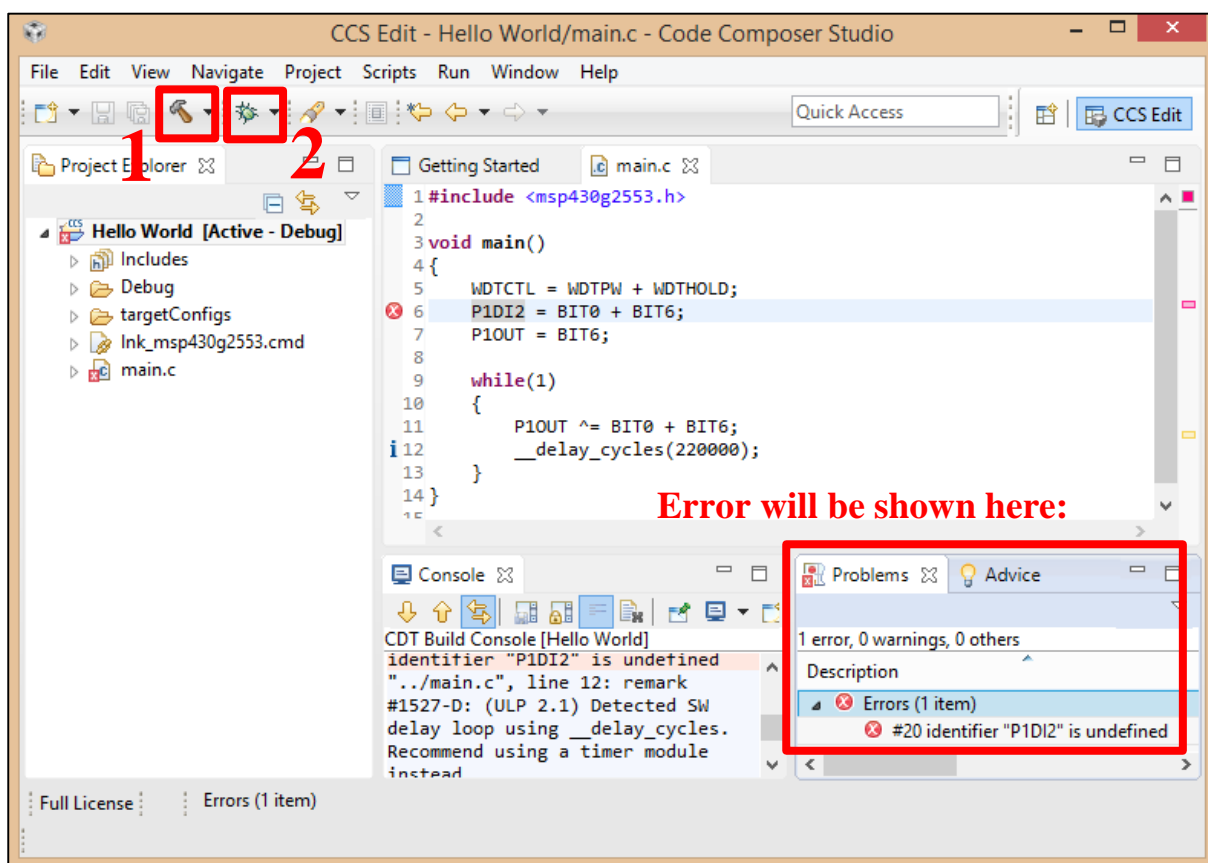 CCS Edit - Hello World/main.c - Code Composer Studio
File Edit View Navigate Project Scripts Run Window Help
Quick Access
CCS Edit
1
2
Project Explorer
Hello World [Active - Debug]
Includes
Debug
targetConfigs
lnk_msp430g2553.cmd
main.c
Getting Started
main.c
1 #include <msp430g2553.h>
2
3 void main()
4 {
5 WDTCTL = WDTPW + WDTHOLD;
6 P1DI2 = BIT0 + BIT6;
7 P1OUT = BIT6;
8
9 while(1)
10 {
11 P1OUT ^= BIT0 + BIT6;
12 __delay_cycles(220000);
13 }
14 }
15
Error will be shown here:
Console
CDT Build Console [Hello World]
identifier "P1DI2" is undefined
"../main.c", line 12: remark
#1527-D: (ULP 2.1) Detected SW
delay loop using __delay_cycles.
Recommend using a timer module
instead
Problems
Advice
1 error, 0 warnings, 0 others
Description
Errors (1 item)
#20 identifier "P1DI2" is undefined
Full License
Errors (1 item)